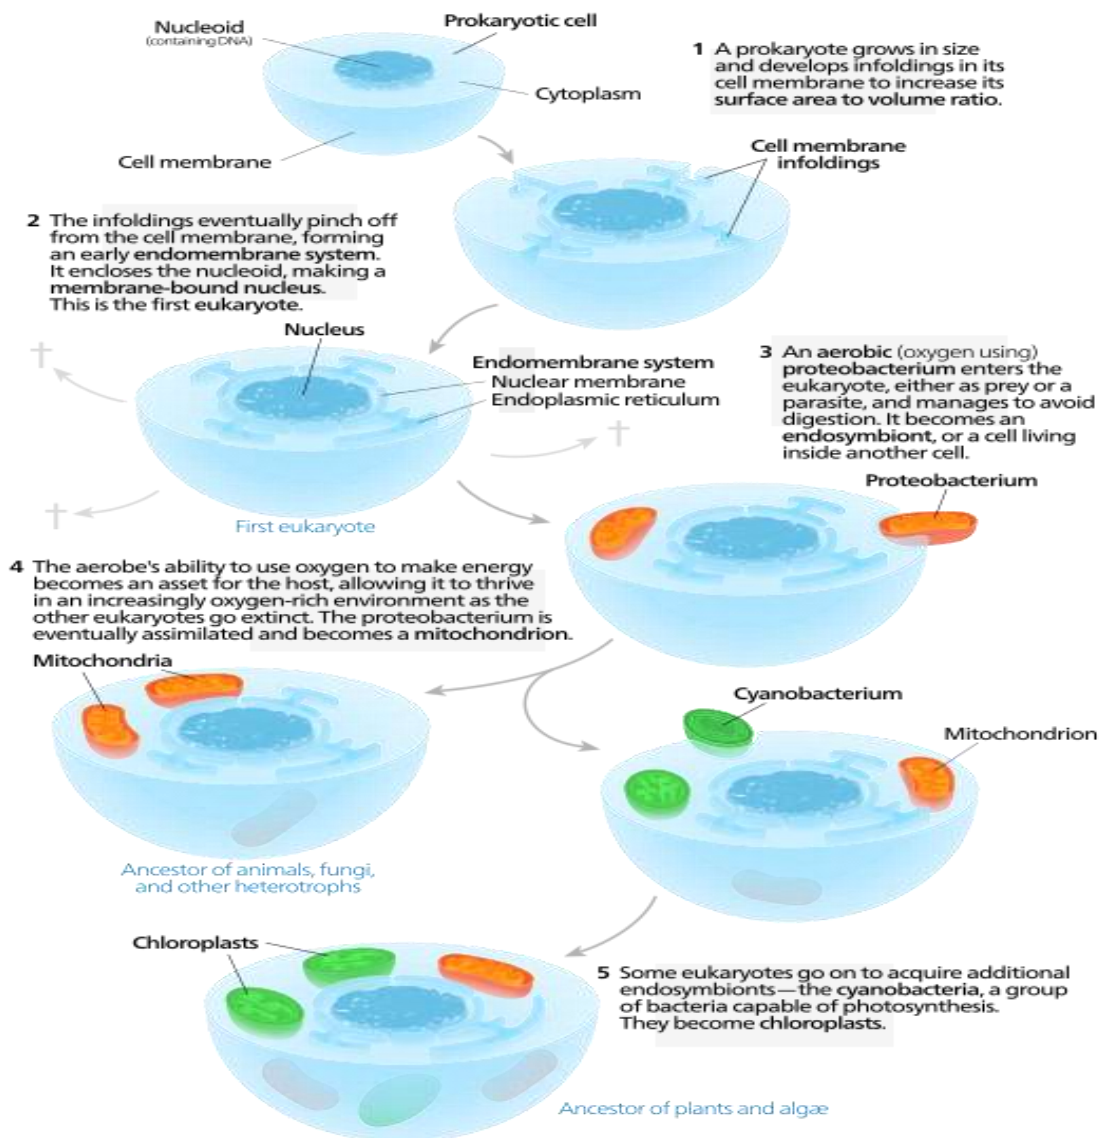 Nucleoid
(containing DNA)
Prokaryotic cell
Cytoplasm
Cell membrane
1 A prokaryote grows in size
and develops infoldings in its
cell membrane to increase its
surface area to volume ratio.
Cell membrane
infoldings
2 The infoldings eventually pinch off
from the cell membrane, forming
an early endomembrane system.
It encloses the nucleoid, making a
membrane-bound nucleus.
This is the first eukaryote.
Nucleus
Endomembrane system
Nuclear membrane
Endoplasmic reticulum
First eukaryote
3 An aerobic (oxygen using)
proteobacterium enters the
eukaryote, either as prey or a
parasite, and manages to avoid
digestion. It becomes an
endosymbiont, or a cell living
inside another cell.
Proteobacterium
4 The aerobe's ability to use oxygen to make energy
becomes an asset for the host, allowing it to thrive
in an increasingly oxygen-rich environment as the
other eukaryotes go extinct. The proteobacterium is
eventually assimilated and becomes a mitochondrion.
Mitochondria
Ancestor of animals, fungi,
and other heterotrophs
Cyanobacterium
Mitochondrion
Chloroplasts
5 Some eukaryotes go on to acquire additional
endosymbionts—the cyanobacteria, a group
of bacteria capable of photosynthesis.
They become chloroplasts.
Ancestor of plants and algæ